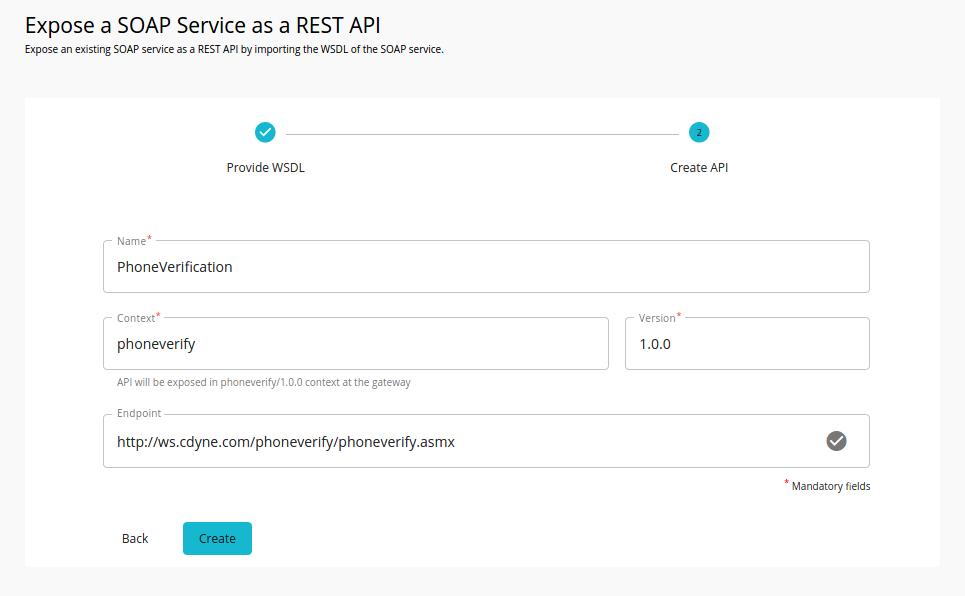 Expose a SOAP Service as a REST API
Expose an existing SOAP service as a REST API by importing the WSDL of the SOAP service.
2
Provide WSDL
Create API
Name*
PhoneVerification
Context*
Version*
phoneverify
1.0.0
API will be exposed in phoneverify/1.0.0 context at the gateway
Endpoint
http://ws.cdyne.com/phoneverify/phoneverify.asmx
* Mandatory fields
Back
Create